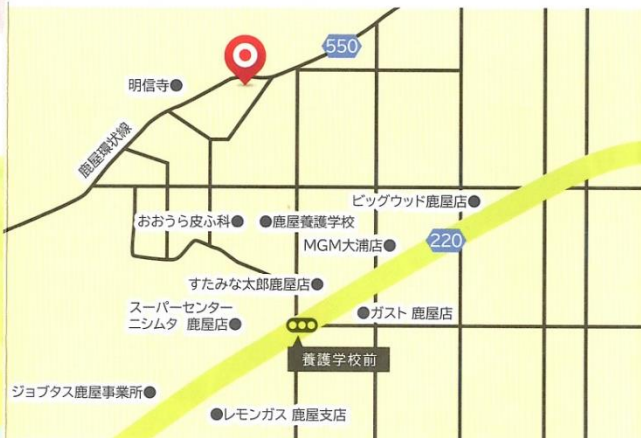 550
明信寺
鹿屋環状線
ビッグウッド鹿屋店
おおうら皮ふ科
鹿屋養護学校
MGM大浦店
220
すたみな太郎鹿屋店
スーパーセンター
ニシムタ 鹿屋店
ガスト 鹿屋店
養護学校前
ジョブタス鹿屋事業所
レモンガス 鹿屋支店